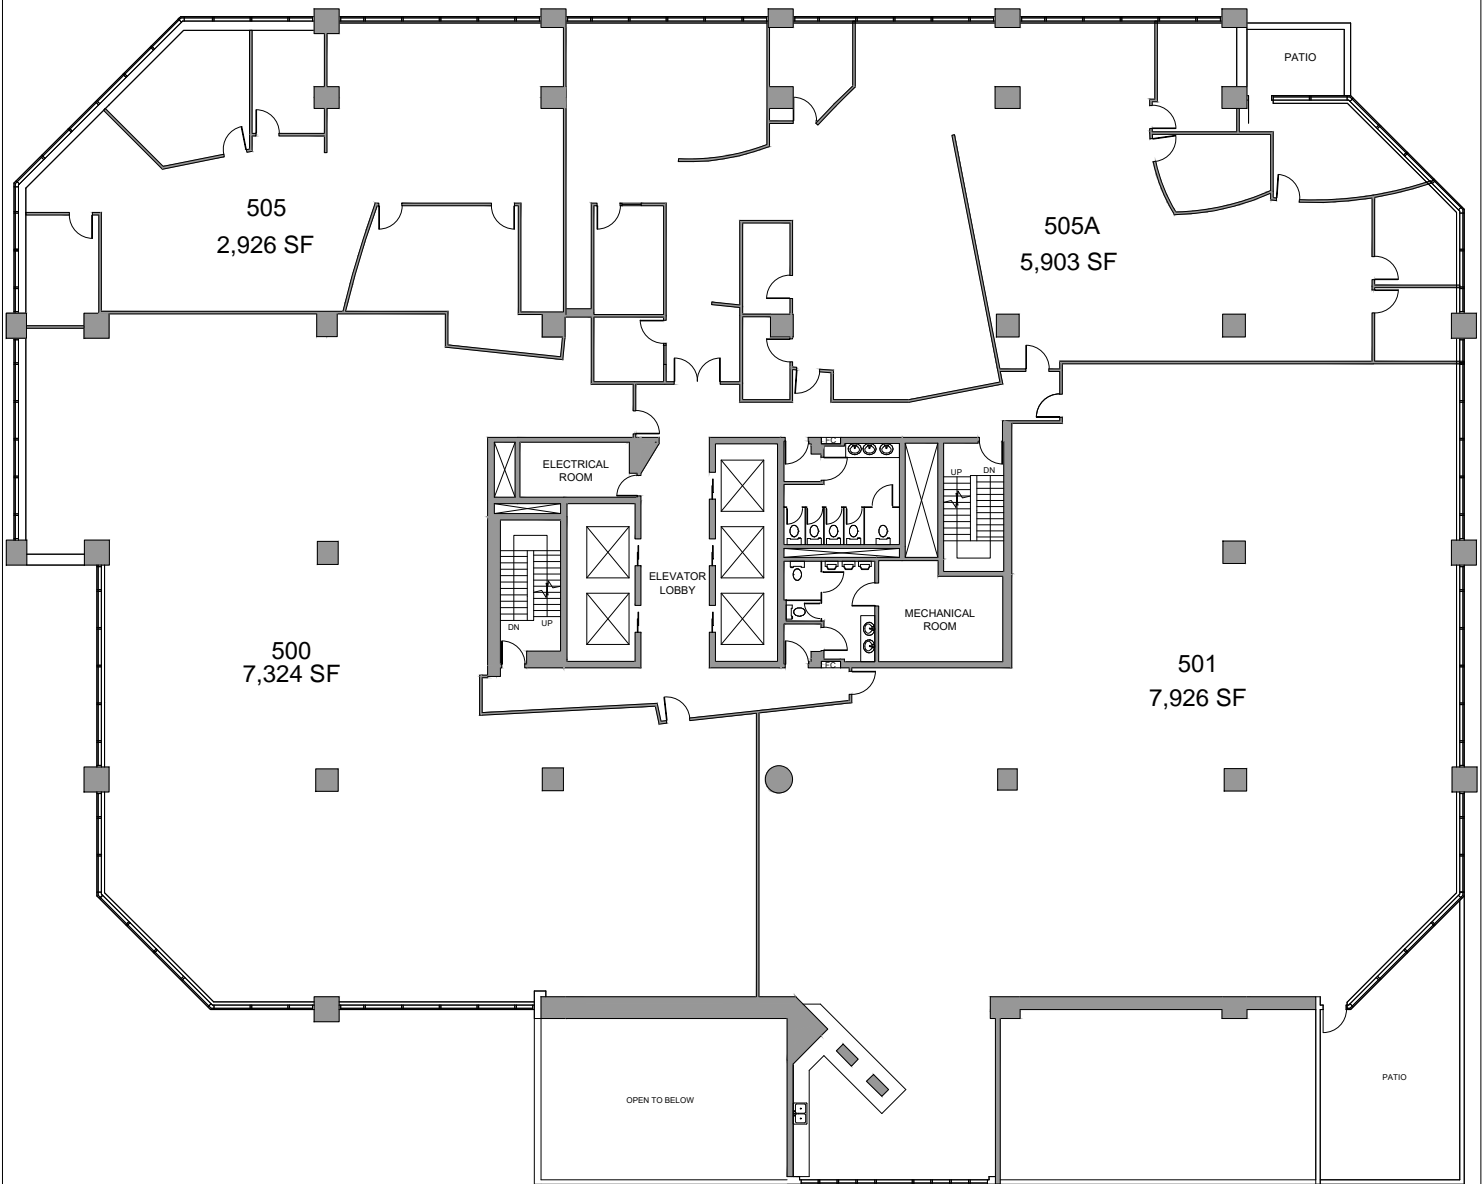 PATIO
505
2,926 SF
505A
5,903 SF
FC
ELECTRICAL
ROOM
UP
DN
ELEVATOR
LOBBY
MECHANICAL
ROOM
DN
UP
500
7,324 SF
FC
501
7,926 SF
OPEN TO BELOW
PATIO